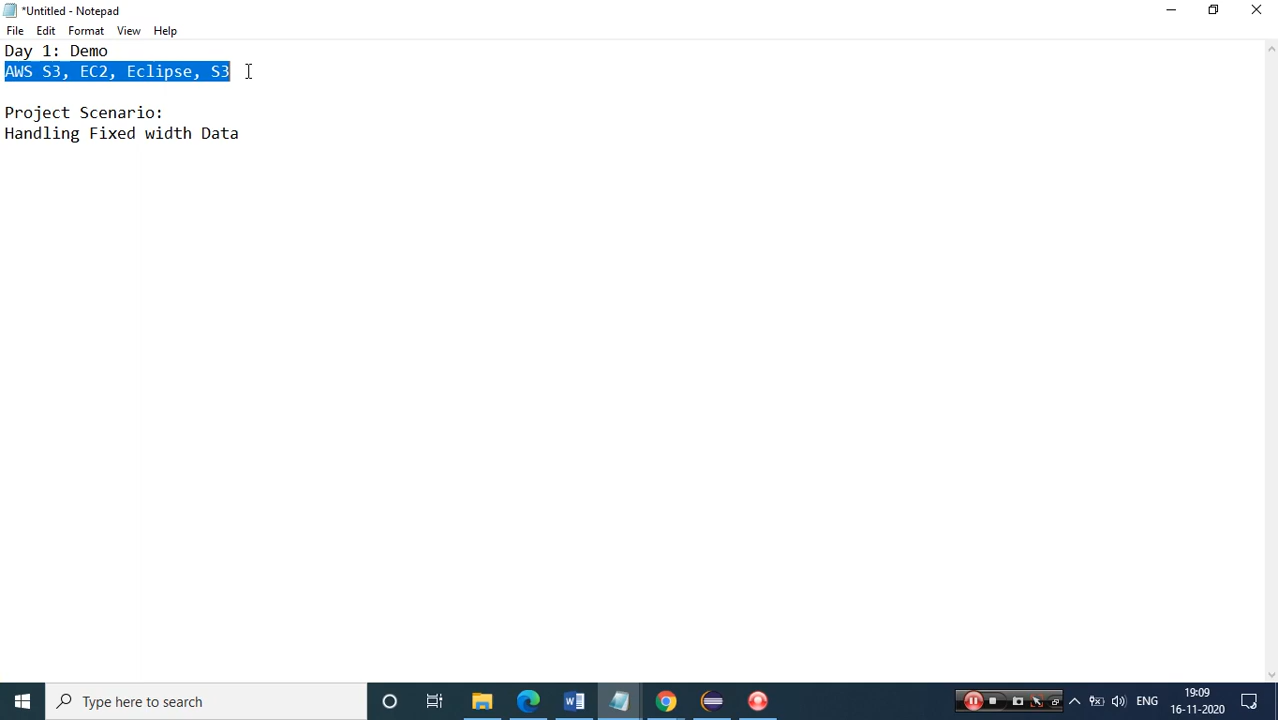 *Untitled - Notepad
File Edit Format View Help
Day 1: Demo
AWS S3, EC2, Eclipse, S3
Project Scenario:
Handling Fixed width Data
Type here to search
ENG
19:09
16-11-2020